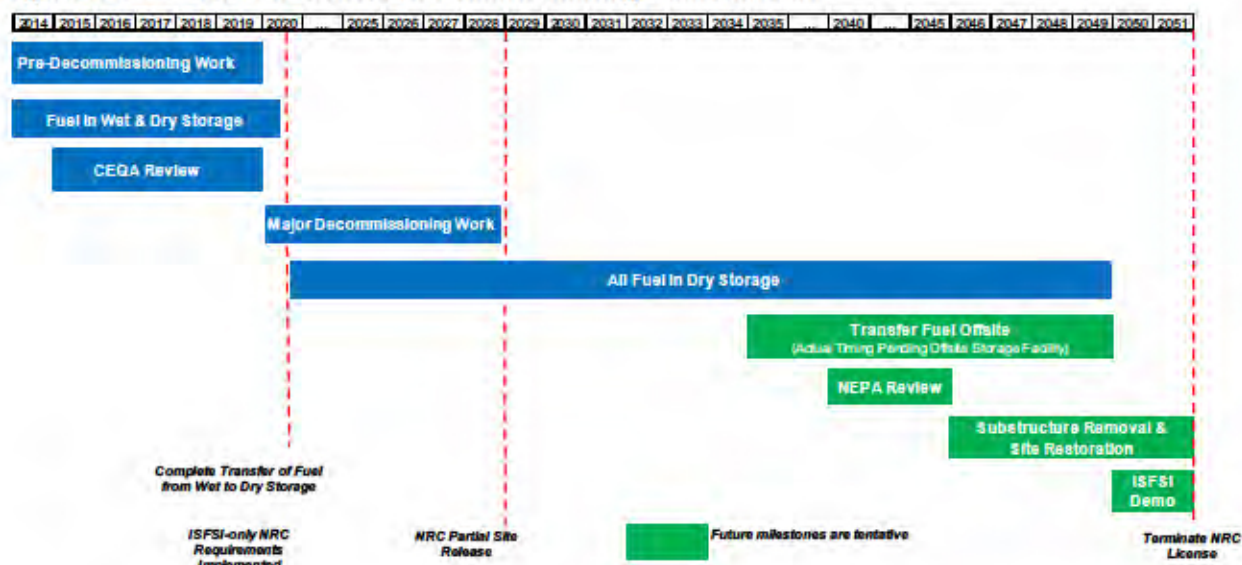 2014 2015 2016 2017 2018 2019 2020 ... 2025 2026 2027 2028 2029 2030 2031 2032 2033 2034 2035 ... 2040 ... 2045 2046 2047 2048 2049 2050 2051
Pre-Decommissioning Work
Fuel in Wet & Dry Storage
CEQA Review
Major Decommissioning Work
All Fuel in Dry Storage
Transfer Fuel Offsite
(Actual Timing Pending Offsite Storage Facility)
NEPA Review
Substructure Removal &
Site Restoration
ISFSI
Demo
Complete Transfer of Fuel
from Wet to Dry Storage
ISFSI-only NRC
Requirements
Implemented
NRC Partial Site
Release
Future milestones are tentative
Terminate NRC
License